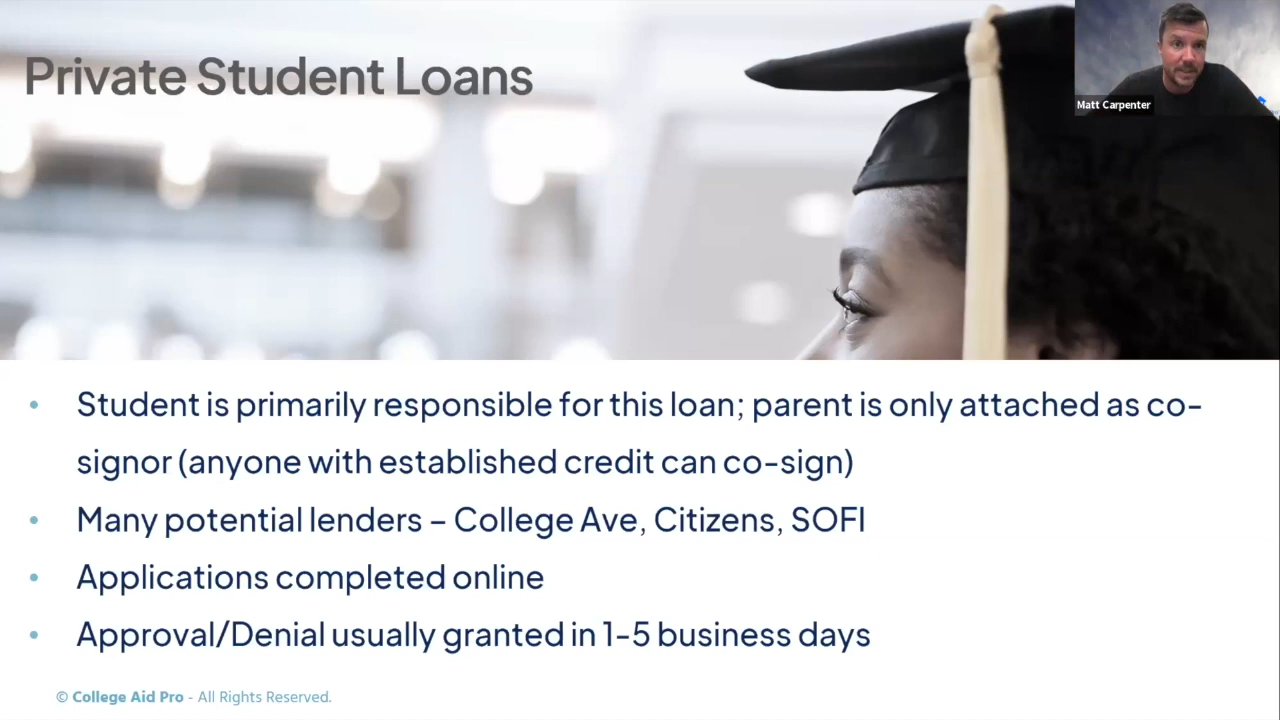 Private Student Loans
Matt Carpenter
• Student is primarily responsible for this loan; parent is only attached as co-
signor (anyone with established credit can co-sign)
• Many potential lenders – College Ave, Citizens, SOFI
• Applications completed online
• Approval/Denial usually granted in 1-5 business days
© College Aid Pro - All Rights Reserved.